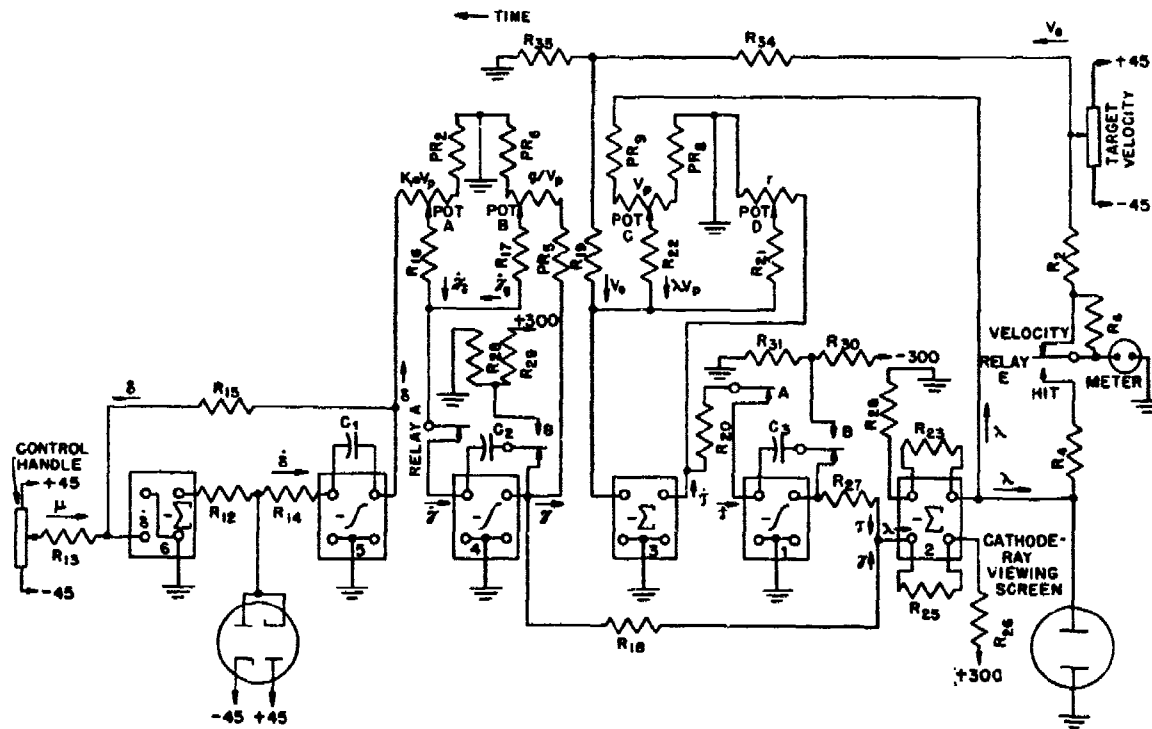 TIME
R35
R34
V0
+45
TARGET VELOCITY
-45
PR2
PR6
PR9
PR8
KαVp
g/Vp
Vp
r
POT A
POT B
POT C
POT D
R16
R17
PR5
R19
R22
R21
R2
V0
λVp
+300
R28
R29
R31
R30
-300
VELOCITY
R6
RELAY E
METER
HIT
δ
R15
δ
RELAY A
B
A
B
R20
R28
R23
λ
R4
CONTROL HANDLE
+45
μ
R13
-45
C1
C2
C3
R27
δ̇
-Σ
6
R12
R14
-∫
5
γ̇
-∫
4
γ
-Σ
3
-∫
1
τ
λ
γ
-Σ
2
λ
CATHODE-RAY VIEWING SCREEN
R25
R26
+300
R18
-45
+45